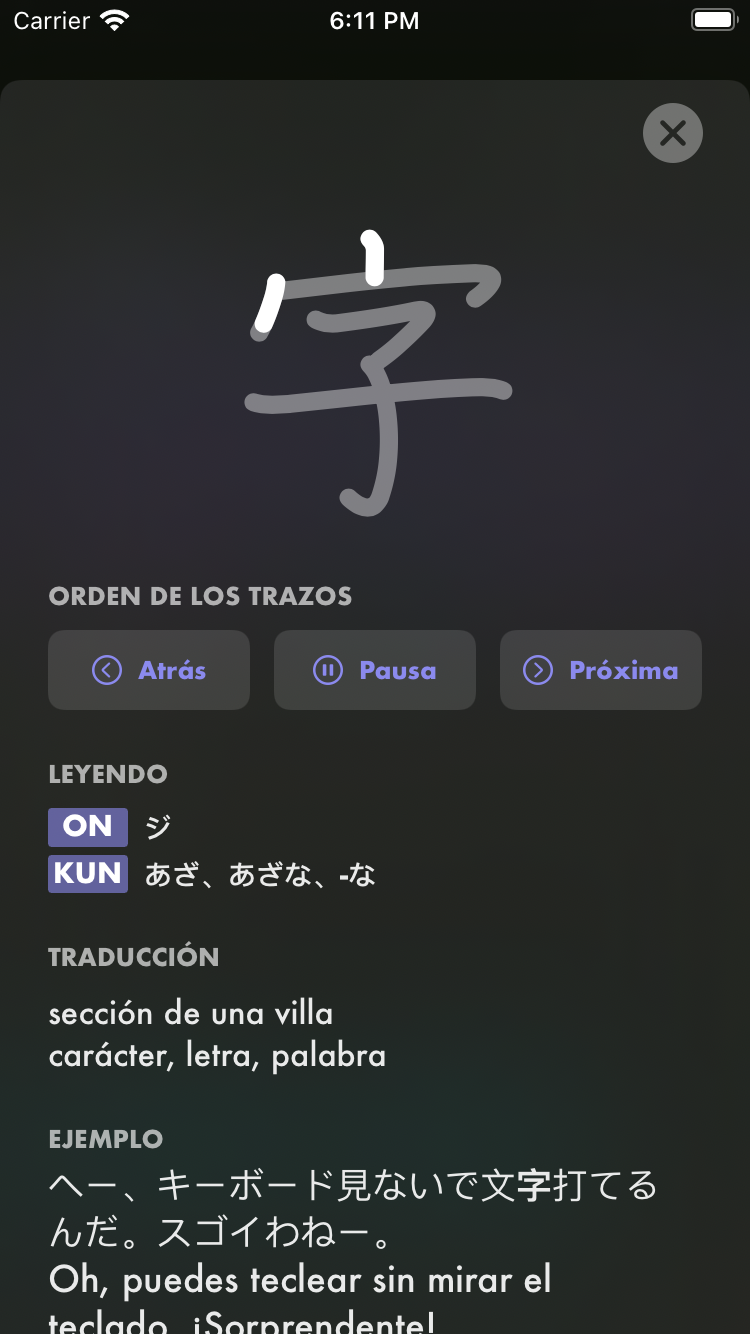 Carrier 6:11 PM
字
ORDEN DE LOS TRAZOS
Atrás Pausa Próxima
LEYENDO
ON ジ
KUN あざ、あざな、-な
TRADUCCIÓN
sección de una villa
carácter, letra, palabra
EJEMPLO
へー、キーボード見ないで文字打てる
んだ。スゴイわねー。
Oh, puedes teclear sin mirar el
teclado. ¡Sorprendente!